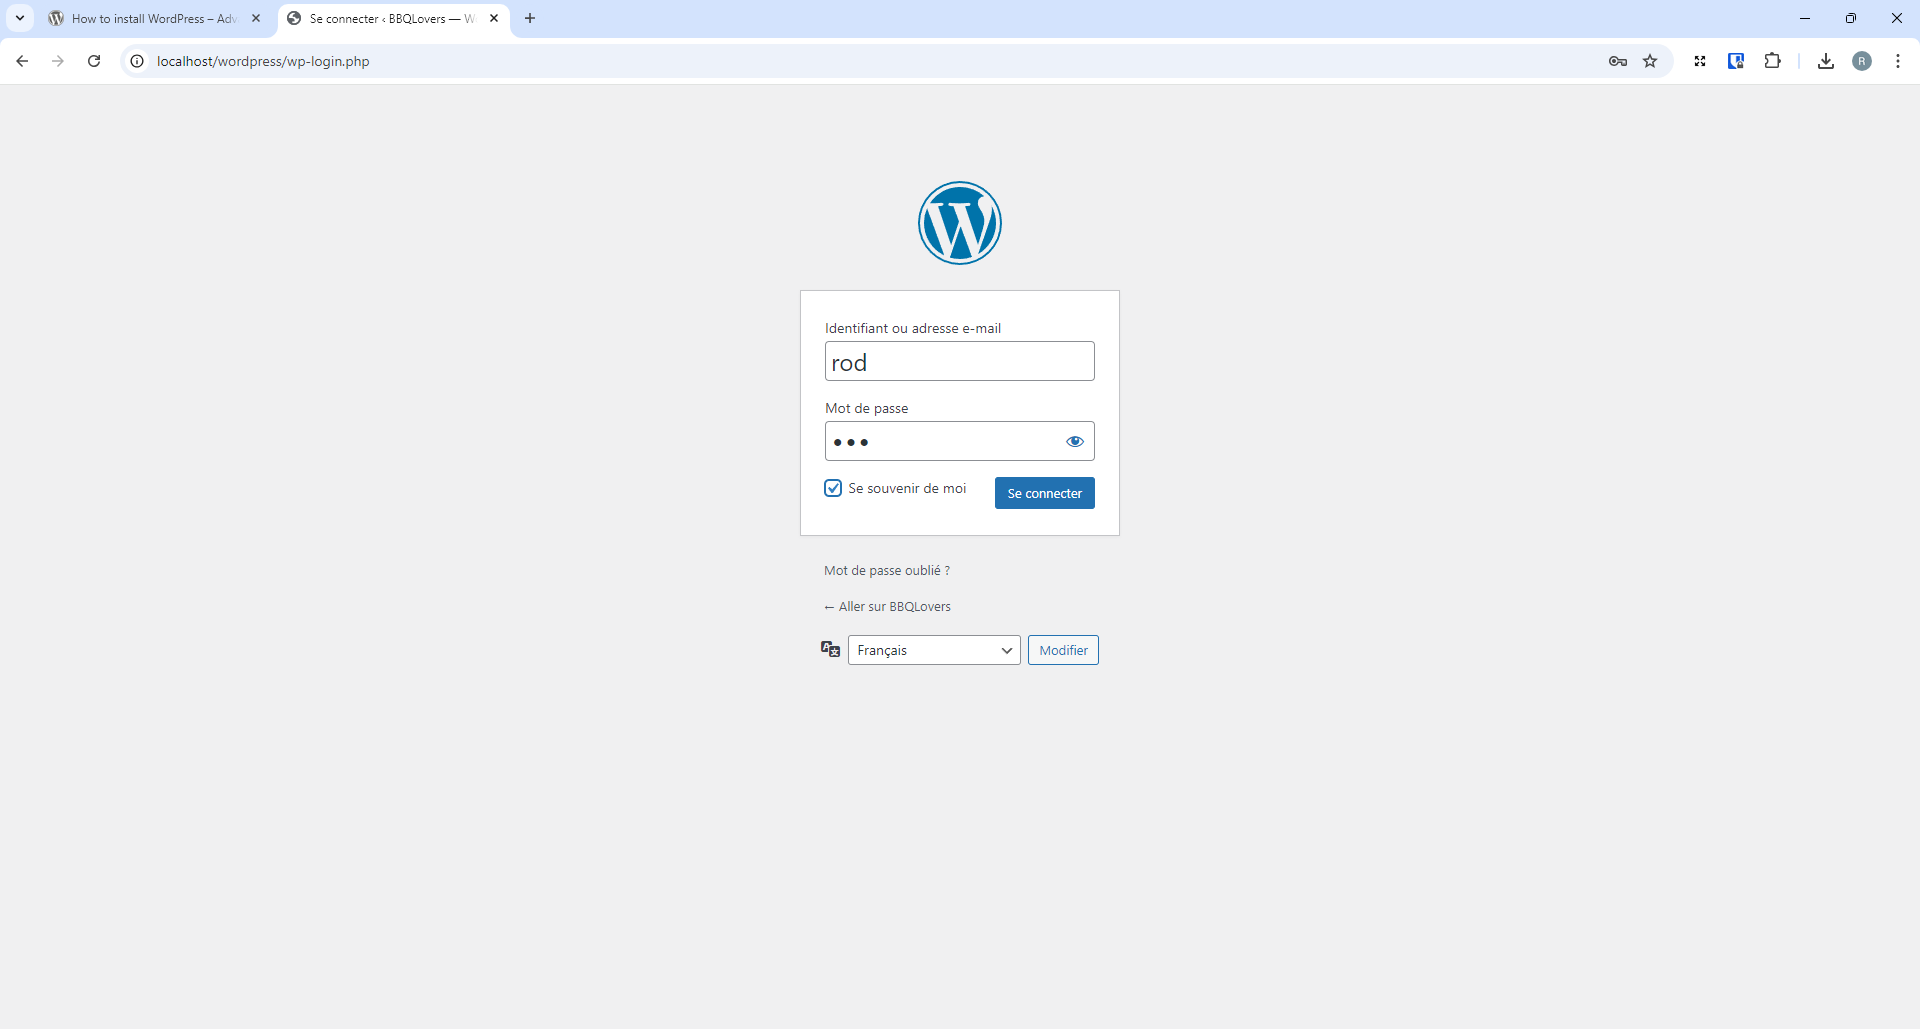 How to install WordPress – Adv
Se connecter ‹ BBQLovers — W
localhost/wordpress/wp-login.php
R
Identifiant ou adresse e-mail
rod
Mot de passe
Se souvenir de moi
Se connecter
Mot de passe oublié ?
← Aller sur BBQLovers
Français
Modifier